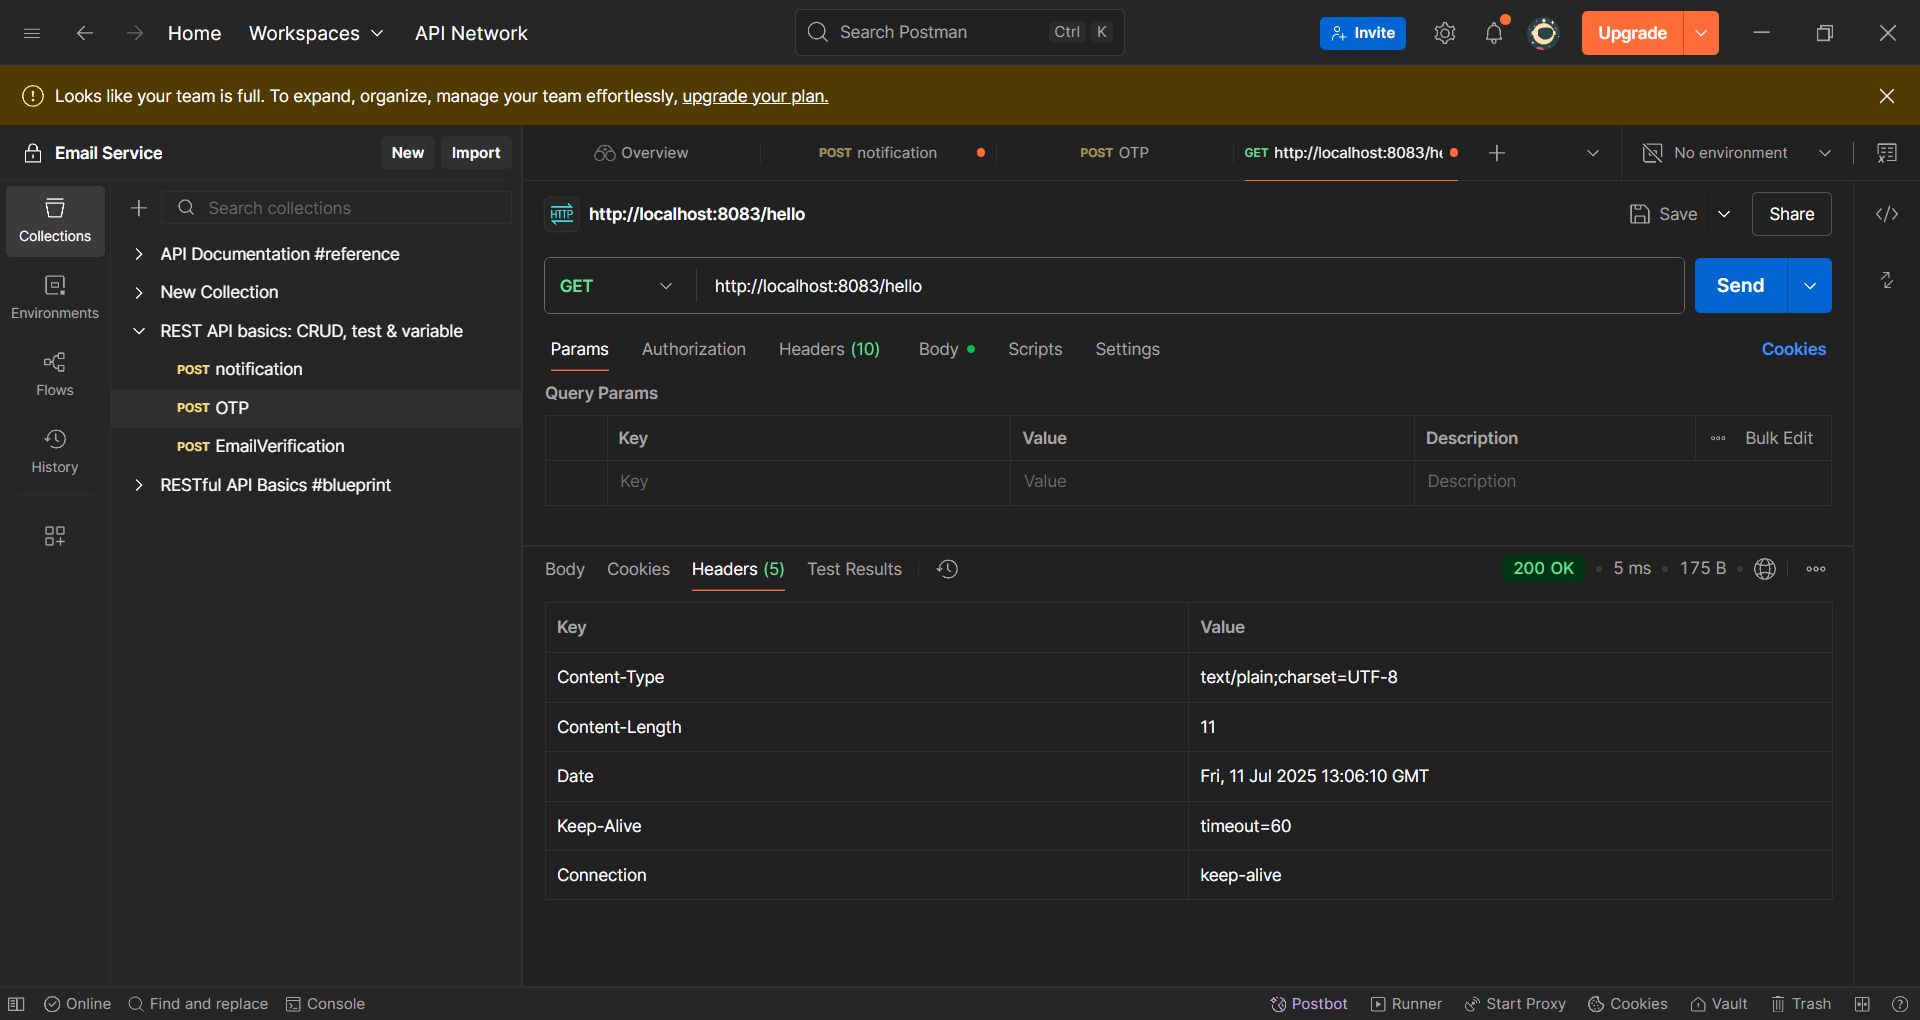 Home Workspaces API Network Search Postman Ctrl K Invite Upgrade
Looks like your team is full. To expand, organize, manage your team effortlessly, upgrade your plan.
Email Service New Import
Overview POST notification POST OTP GET http://localhost:8083/he No environment
Collections
Environments
Flows
History
Search collections
API Documentation #reference
New Collection
REST API basics: CRUD, test & variable
POST notification
POST OTP
POST EmailVerification
RESTful API Basics #blueprint
HTTP http://localhost:8083/hello Save Share
GET http://localhost:8083/hello Send
Params Authorization Headers (10) Body Scripts Settings Cookies
Query Params
Key Value Description Bulk Edit
Key Value Description
Body Cookies Headers (5) Test Results 200 OK 5 ms 175 B
Key Value
Content-Type text/plain;charset=UTF-8
Content-Length 11
Date Fri, 11 Jul 2025 13:06:10 GMT
Keep-Alive timeout=60
Connection keep-alive
Online Find and replace Console Postbot Runner Start Proxy Cookies Vault Trash